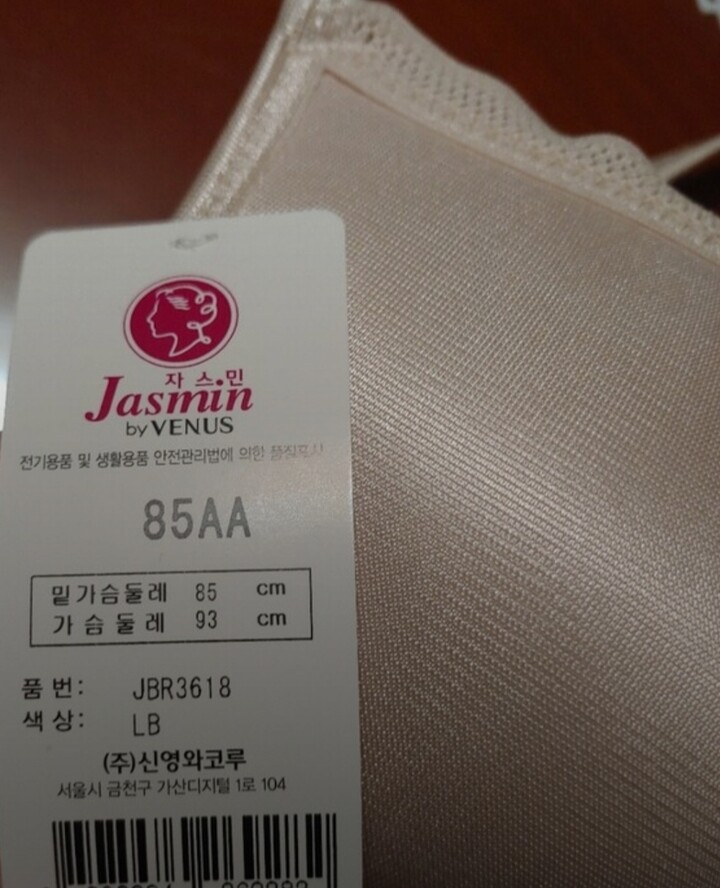 자스민
Jasmin
by VENUS
전기용품 및 생활용품 안전관리법에 의한 품질표시
85AA
밑가슴둘레 85 cm
가슴둘레 93 cm
품번: JBR3618
색상: LB
(주)신영와코루
서울시 금천구 가산디지털 1로 104